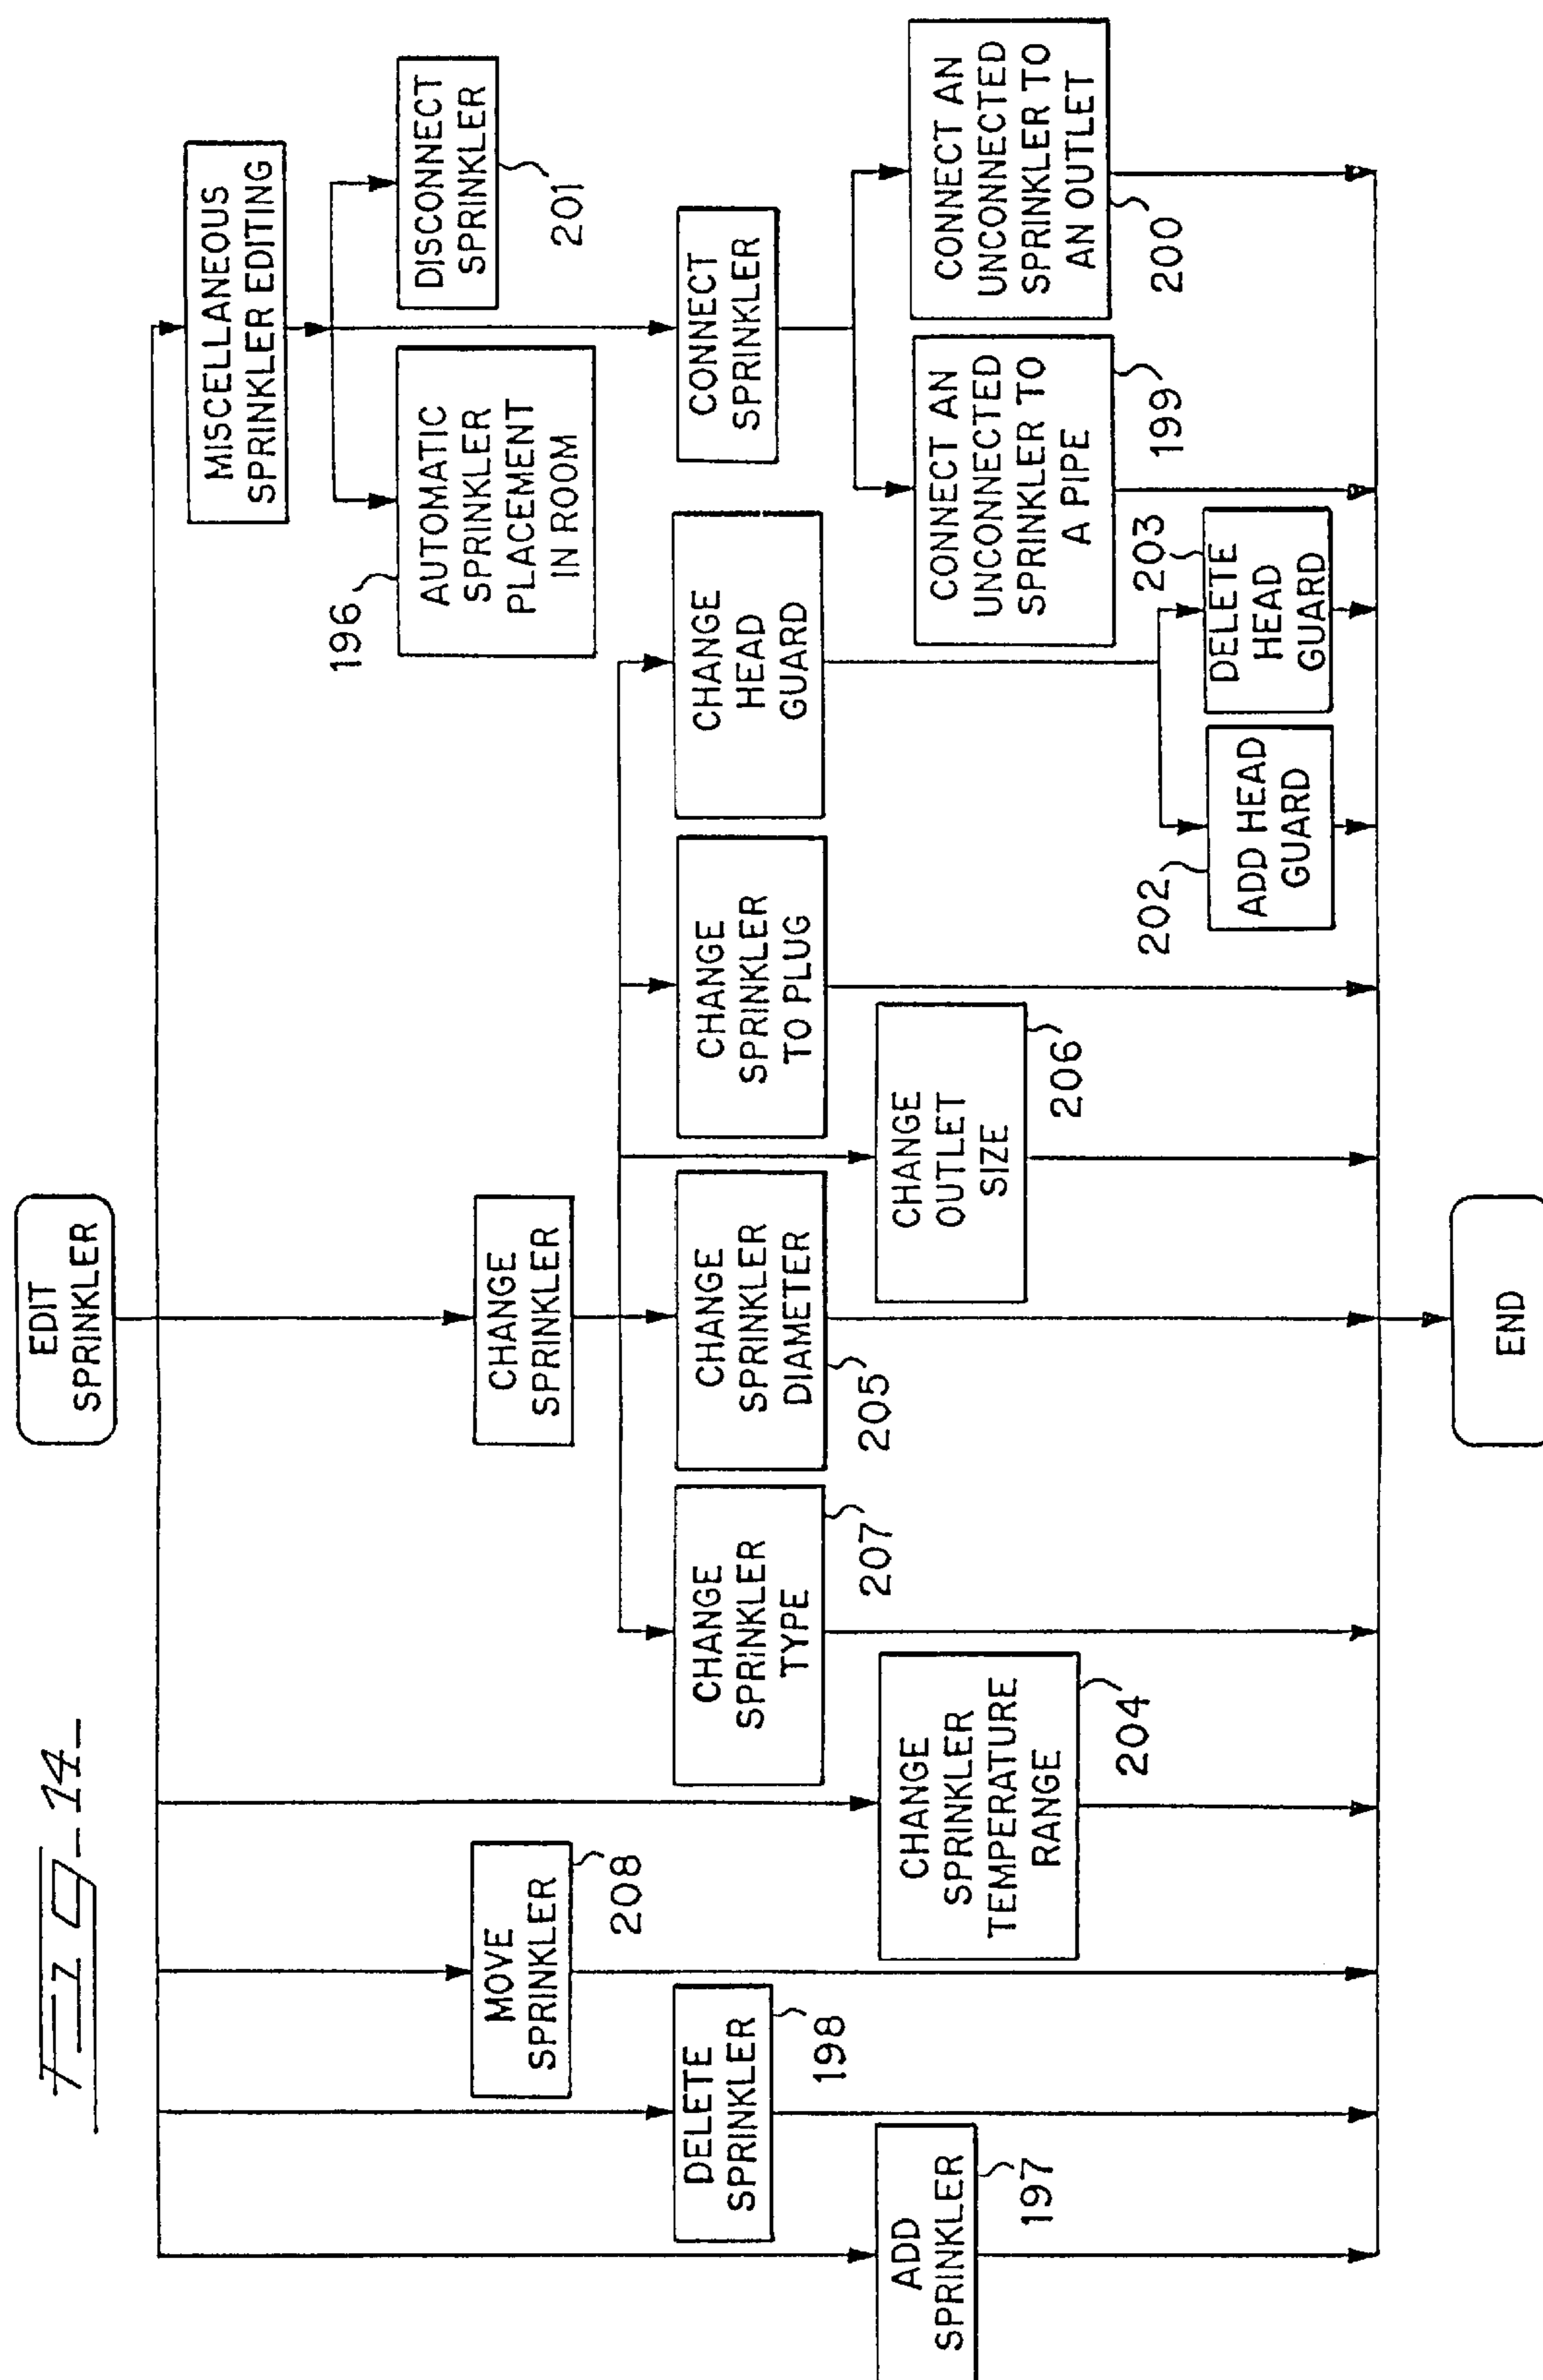 FIG-14-
EDIT
SPRINKLER
MISCELLANEOUS
SPRINKLER EDITING
196
AUTOMATIC
SPRINKLER
PLACEMENT
IN ROOM
DISCONNECT
SPRINKLER
201
CHANGE
SPRINKLER
MOVE
SPRINKLER
208
CONNECT
SPRINKLER
DELETE
SPRINKLER
198
CHANGE
SPRINKLER
TYPE
207
CHANGE
SPRINKLER
DIAMETER
205
CHANGE
SPRINKLER
TO PLUG
CHANGE
HEAD
GUARD
ADD
SPRINKLER
197
CHANGE
SPRINKLER
TEMPERATURE
RANGE
204
CHANGE
OUTLET
SIZE
206
CONNECT AN
UNCONNECTED
SPRINKLER TO
A PIPE
199
CONNECT AN
UNCONNECTED
SPRINKLER TO
AN OUTLET
200
202
ADD HEAD
GUARD
203
DELETE
HEAD
GUARD
END